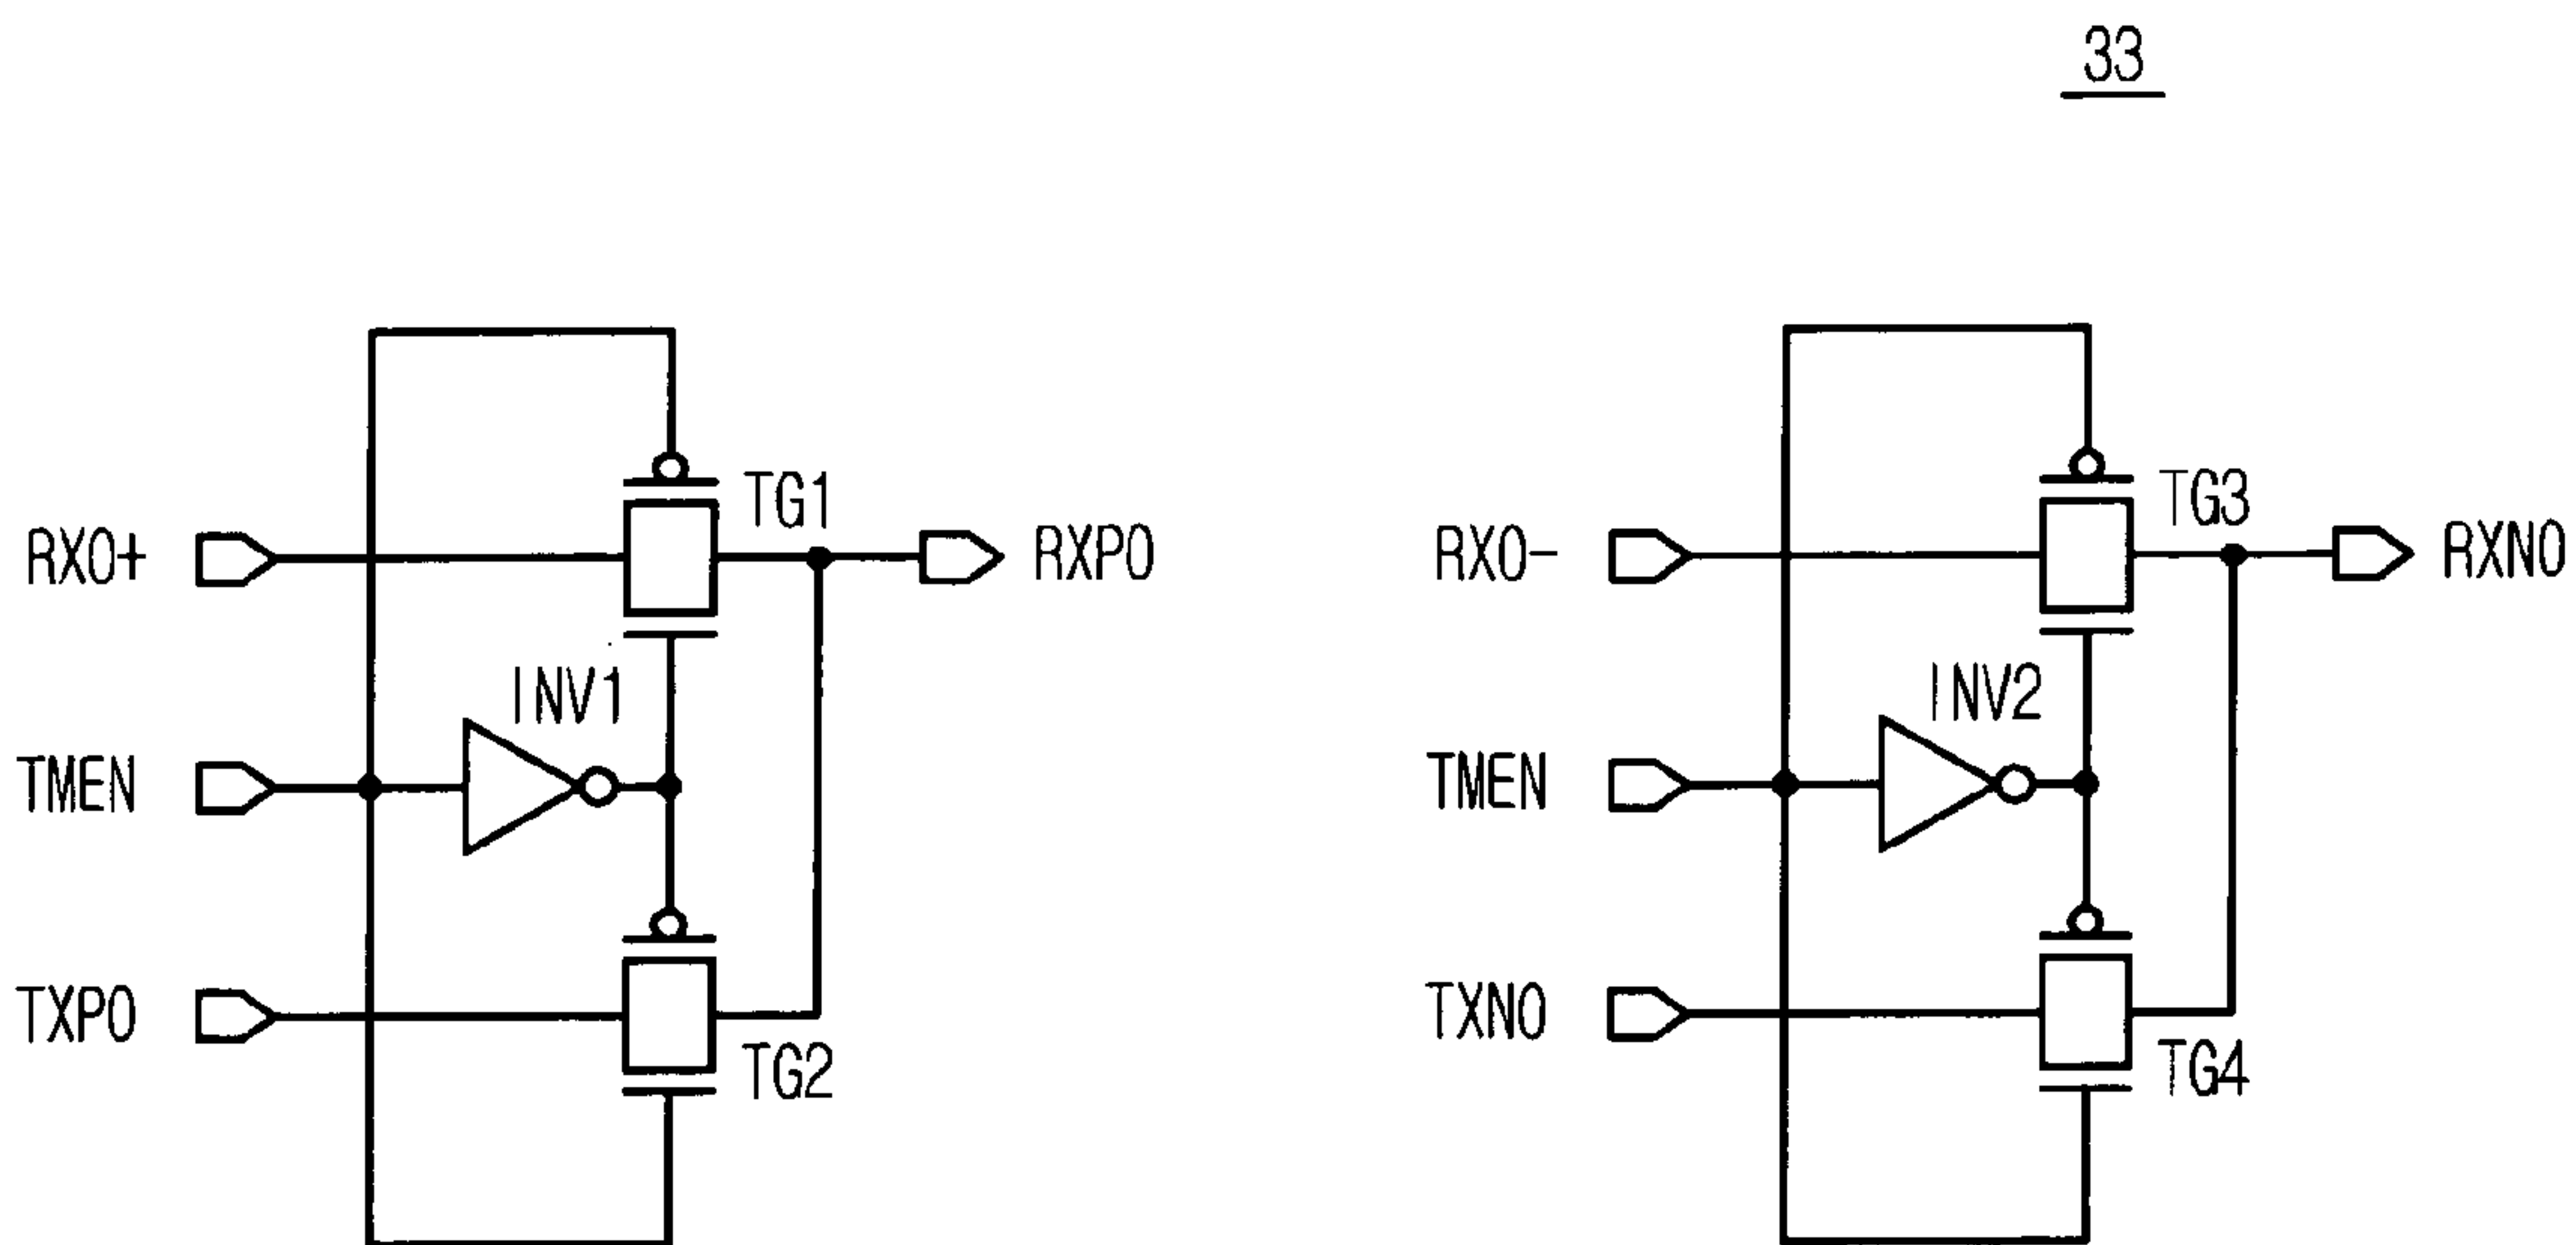 33
TG1
RX0+
RXP0
INV1
TMEN
TXP0
TG2
TG3
RX0-
RXN0
INV2
TMEN
TXN0
TG4